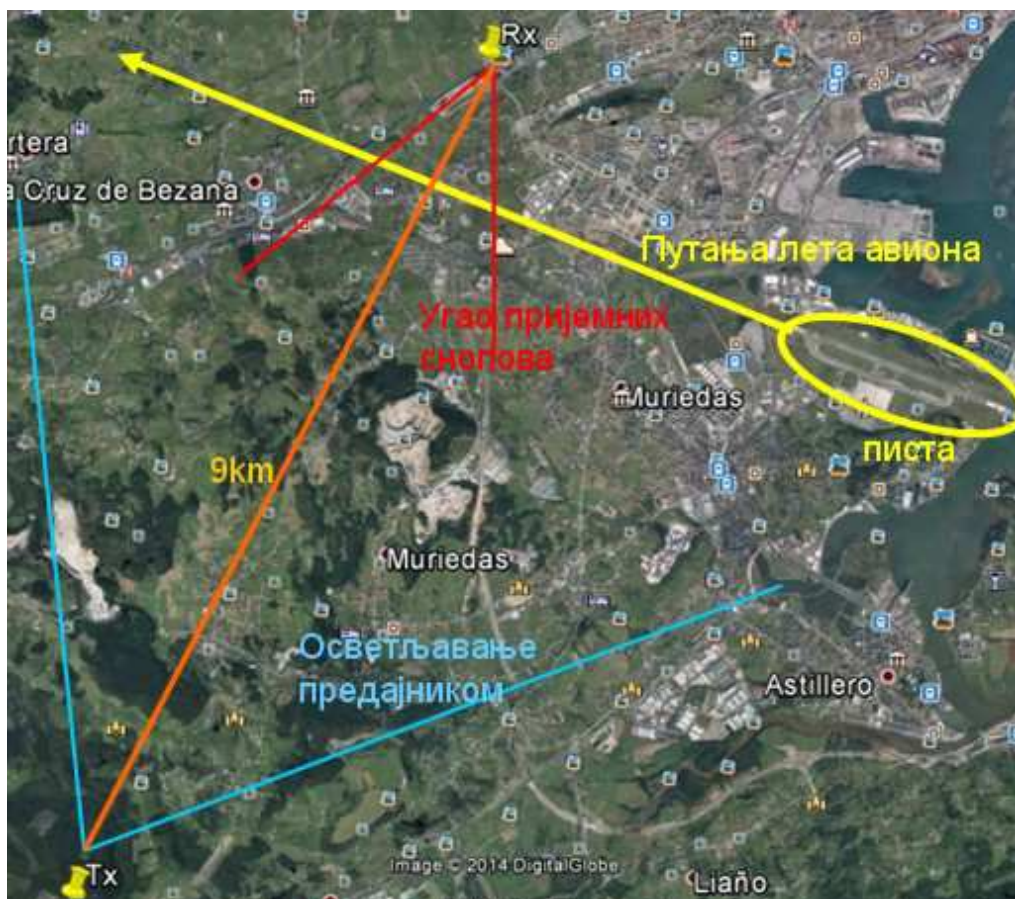 Rx
rtera
a Cruz de Bezana
Путања лета авиона
Угао пријемних
снопова
Muriedas
писта
9km
Muriedas
Осветљавање
предајником
Astillero
Image © 2014 DigitalGlobe
Tx
Liaño